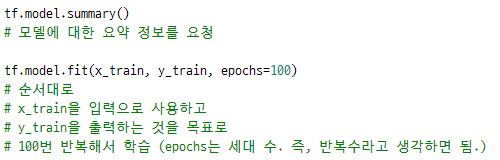 tf.model.summary()
# 모델에 대한 요약 정보를 요청
tf.model.fit(x_train, y_train, epochs=100)
# 순서대로
# x_train을 입력으로 사용하고
# y_train을 출력하는 것을 목표로
# 100번 반복해서 학습 (epochs는 세대 수. 즉, 반복수라고 생각하면 됨.)